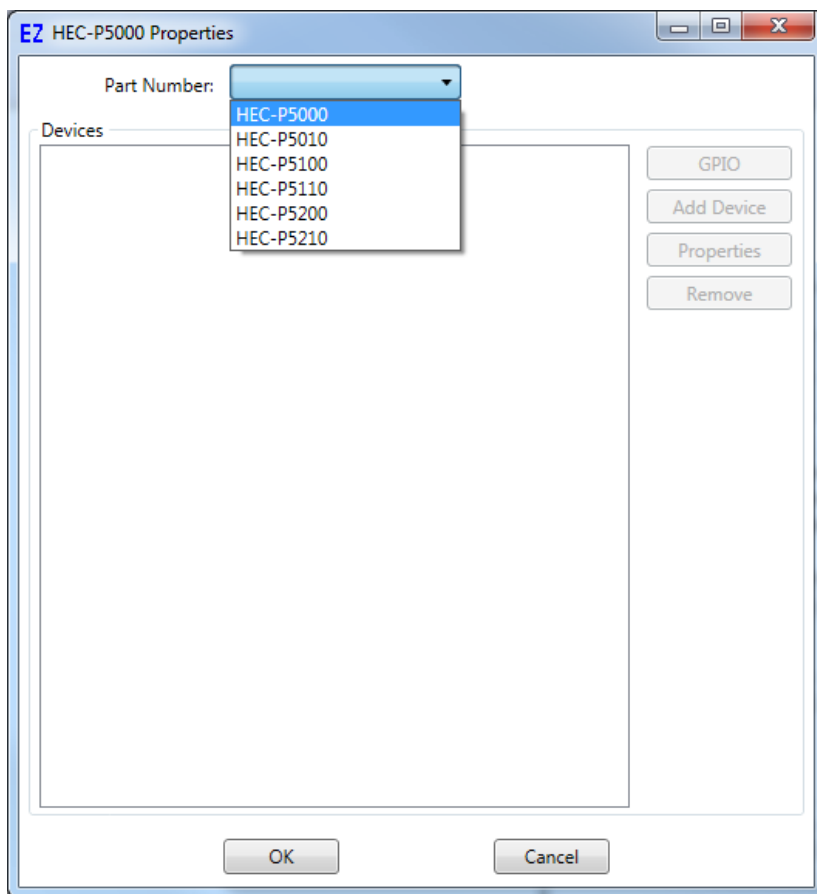 EZ HEC-P5000 Properties
Part Number:
HEC-P5000
HEC-P5010
HEC-P5100
HEC-P5110
HEC-P5200
HEC-P5210
Devices
GPIO
Add Device
Properties
Remove
OK
Cancel